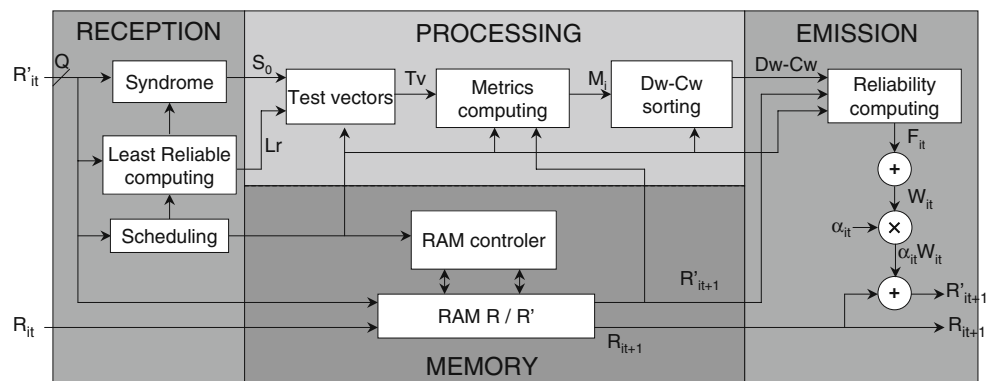 RECEPTION
PROCESSING
EMISSION
Q
R'it
S0
Syndrome
Test vectors
Tv
Metrics
computing
Mi
Dw-Cw
sorting
Dw-Cw
Reliability
computing
Least Reliable
computing
Lr
Fit
+
Wit
Scheduling
RAM controler
αit
×
αitWit
R'it+1
+
R'it+1
Rit
RAM R / R'
Rit+1
Rit+1
MEMORY